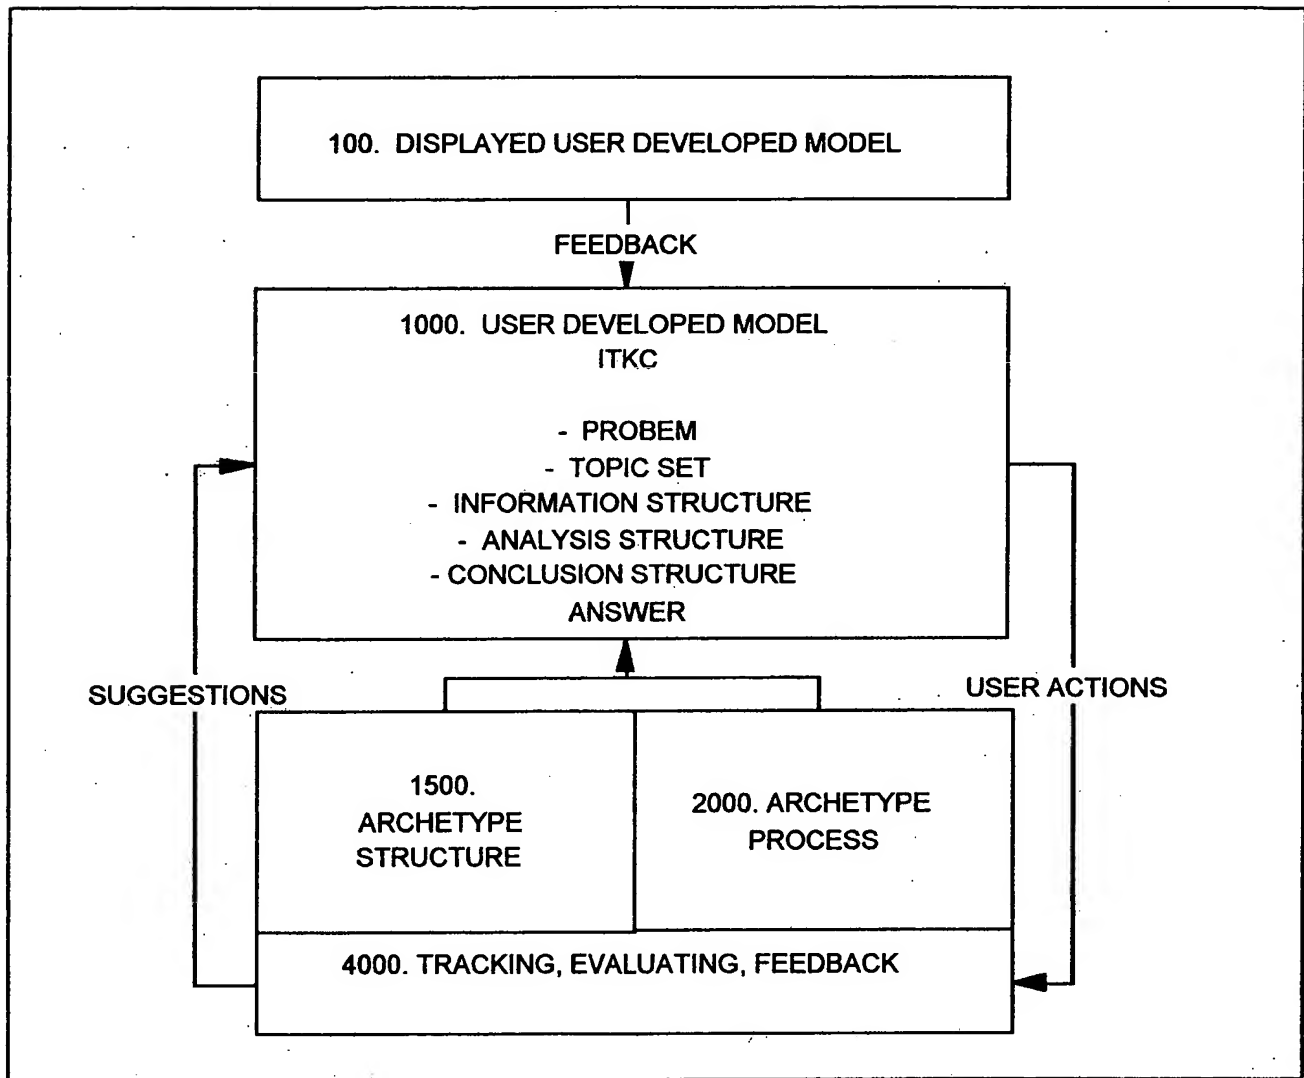 100. DISPLAYED USER DEVELOPED MODEL
FEEDBACK
1000. USER DEVELOPED MODEL
ITKC
- PROBEM
- TOPIC SET
- INFORMATION STRUCTURE
- ANALYSIS STRUCTURE
- CONCLUSION STRUCTURE
ANSWER
SUGGESTIONS
USER ACTIONS
1500.
ARCHETYPE
STRUCTURE
2000. ARCHETYPE
PROCESS
4000. TRACKING, EVALUATING, FEEDBACK